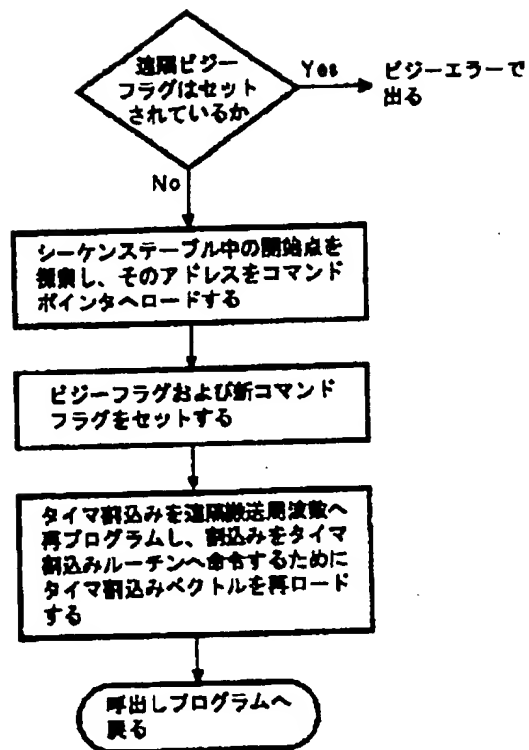 遠隔ビジー
フラグはセット
されているか
Yes
ビジーエラーで
出る
No
シーケンステーブル中の開始点を
探索し、そのアドレスをコマンド
ポインタへロードする
ビジーフラグおよび新コマンド
フラグをセットする
タイマ割込みを遠隔搬送周波数へ
再プログラムし、割込みをタイマ
割込みルーチンへ命令するために
タイマ割込みベクトルを再ロード
する
呼出しプログラムへ
戻る